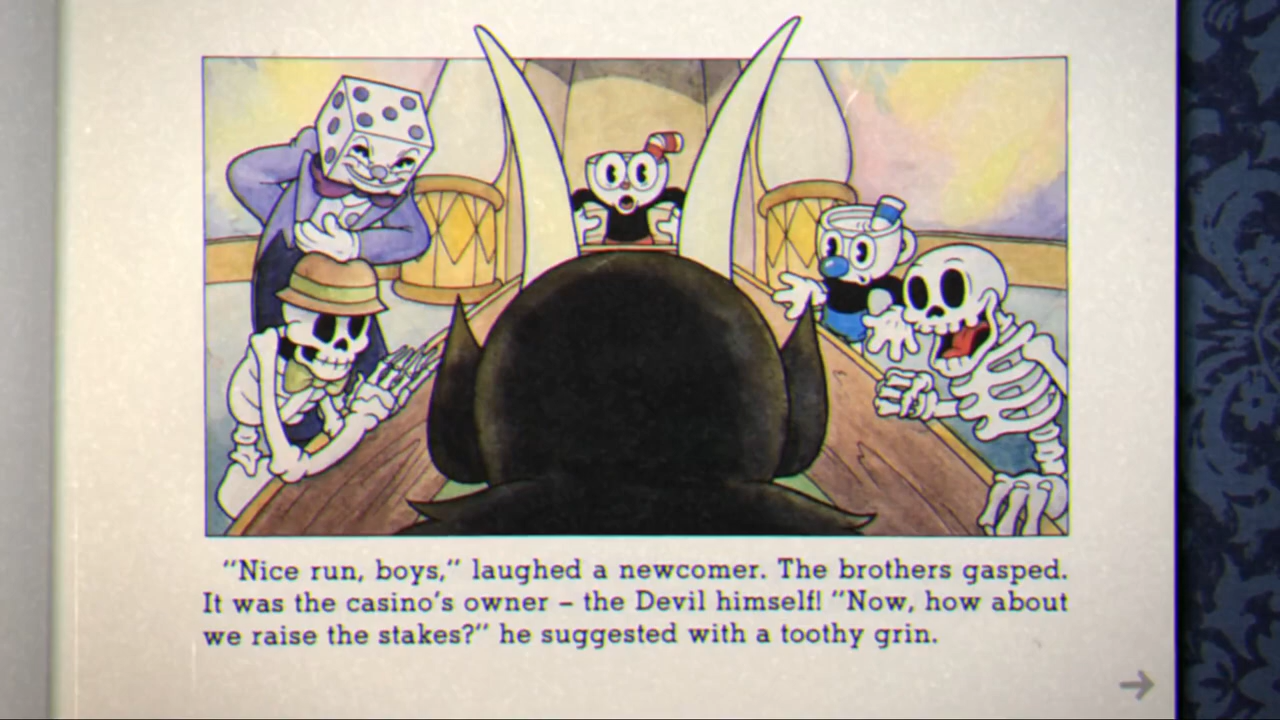 “Nice run, boys,” laughed a newcomer. The brothers gasped.
It was the casino’s owner – the Devil himself! “Now, how about
we raise the stakes?” he suggested with a toothy grin.